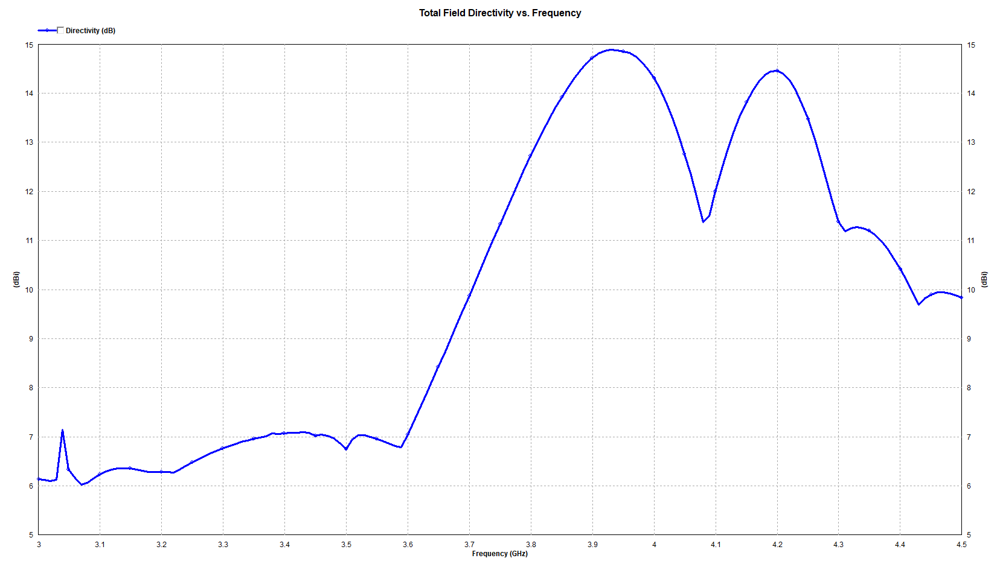 Total Field Directivity vs. Frequency
Directivity (dB)
15 15
14 14
13 13
12 12
11 11
(dBi) (dBi)
10 10
9 9
8 8
7 7
6 6
5 5
3 3.1 3.2 3.3 3.4 3.5 3.6 3.7 3.8 3.9 4 4.1 4.2 4.3 4.4 4.5
Frequency (GHz)